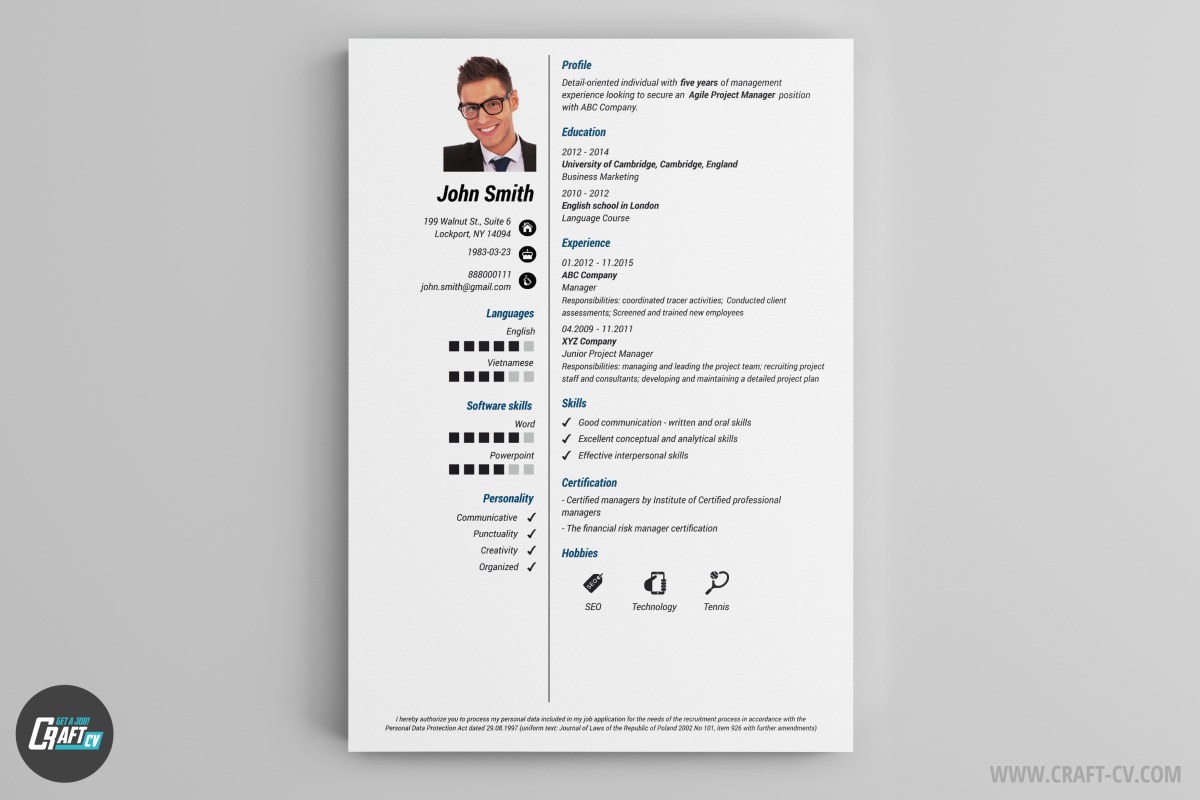 John Smith
199 Walnut St., Suite 6
Lockport, NY 14094
1983-03-23
888000111
john.smith@gmail.com
Languages
English
Vietnamese
Software skills
Word
Powerpoint
Personality
Communicative
Punctuality
Creativity
Organized
Profile
Detail-oriented individual with five years of management
experience looking to secure an Agile Project Manager position
with ABC Company.
Education
2012 - 2014
University of Cambridge, Cambridge, England
Business Marketing
2010 - 2012
English school in London
Language Course
Experience
01.2012 - 11.2015
ABC Company
Manager
Responsibilities: coordinated tracer activities; Conducted client
assessments; Screened and trained new employees
04.2009 - 11.2011
XYZ Company
Junior Project Manager
Responsibilities: managing and leading the project team; recruiting project
staff and consultants; developing and maintaining a detailed project plan
Skills
Good communication - written and oral skills
Excellent conceptual and analytical skills
Effective interpersonal skills
Certification
- Certified managers by Institute of Certified professional
managers
- The financial risk manager certification
Hobbies
SEO
SEO
Technology
Tennis
I hereby authorize you to process my personal data included in my job application for the needs of the recruitment process in accordance with the
Personal Data Protection Act dated 29.08.1997 (uniform text: Journal of Laws of the Republic of Poland 2002 No 101, item 926 with further amendments)
GET A JOB!
CRAFT CV
WWW.CRAFT-CV.COM